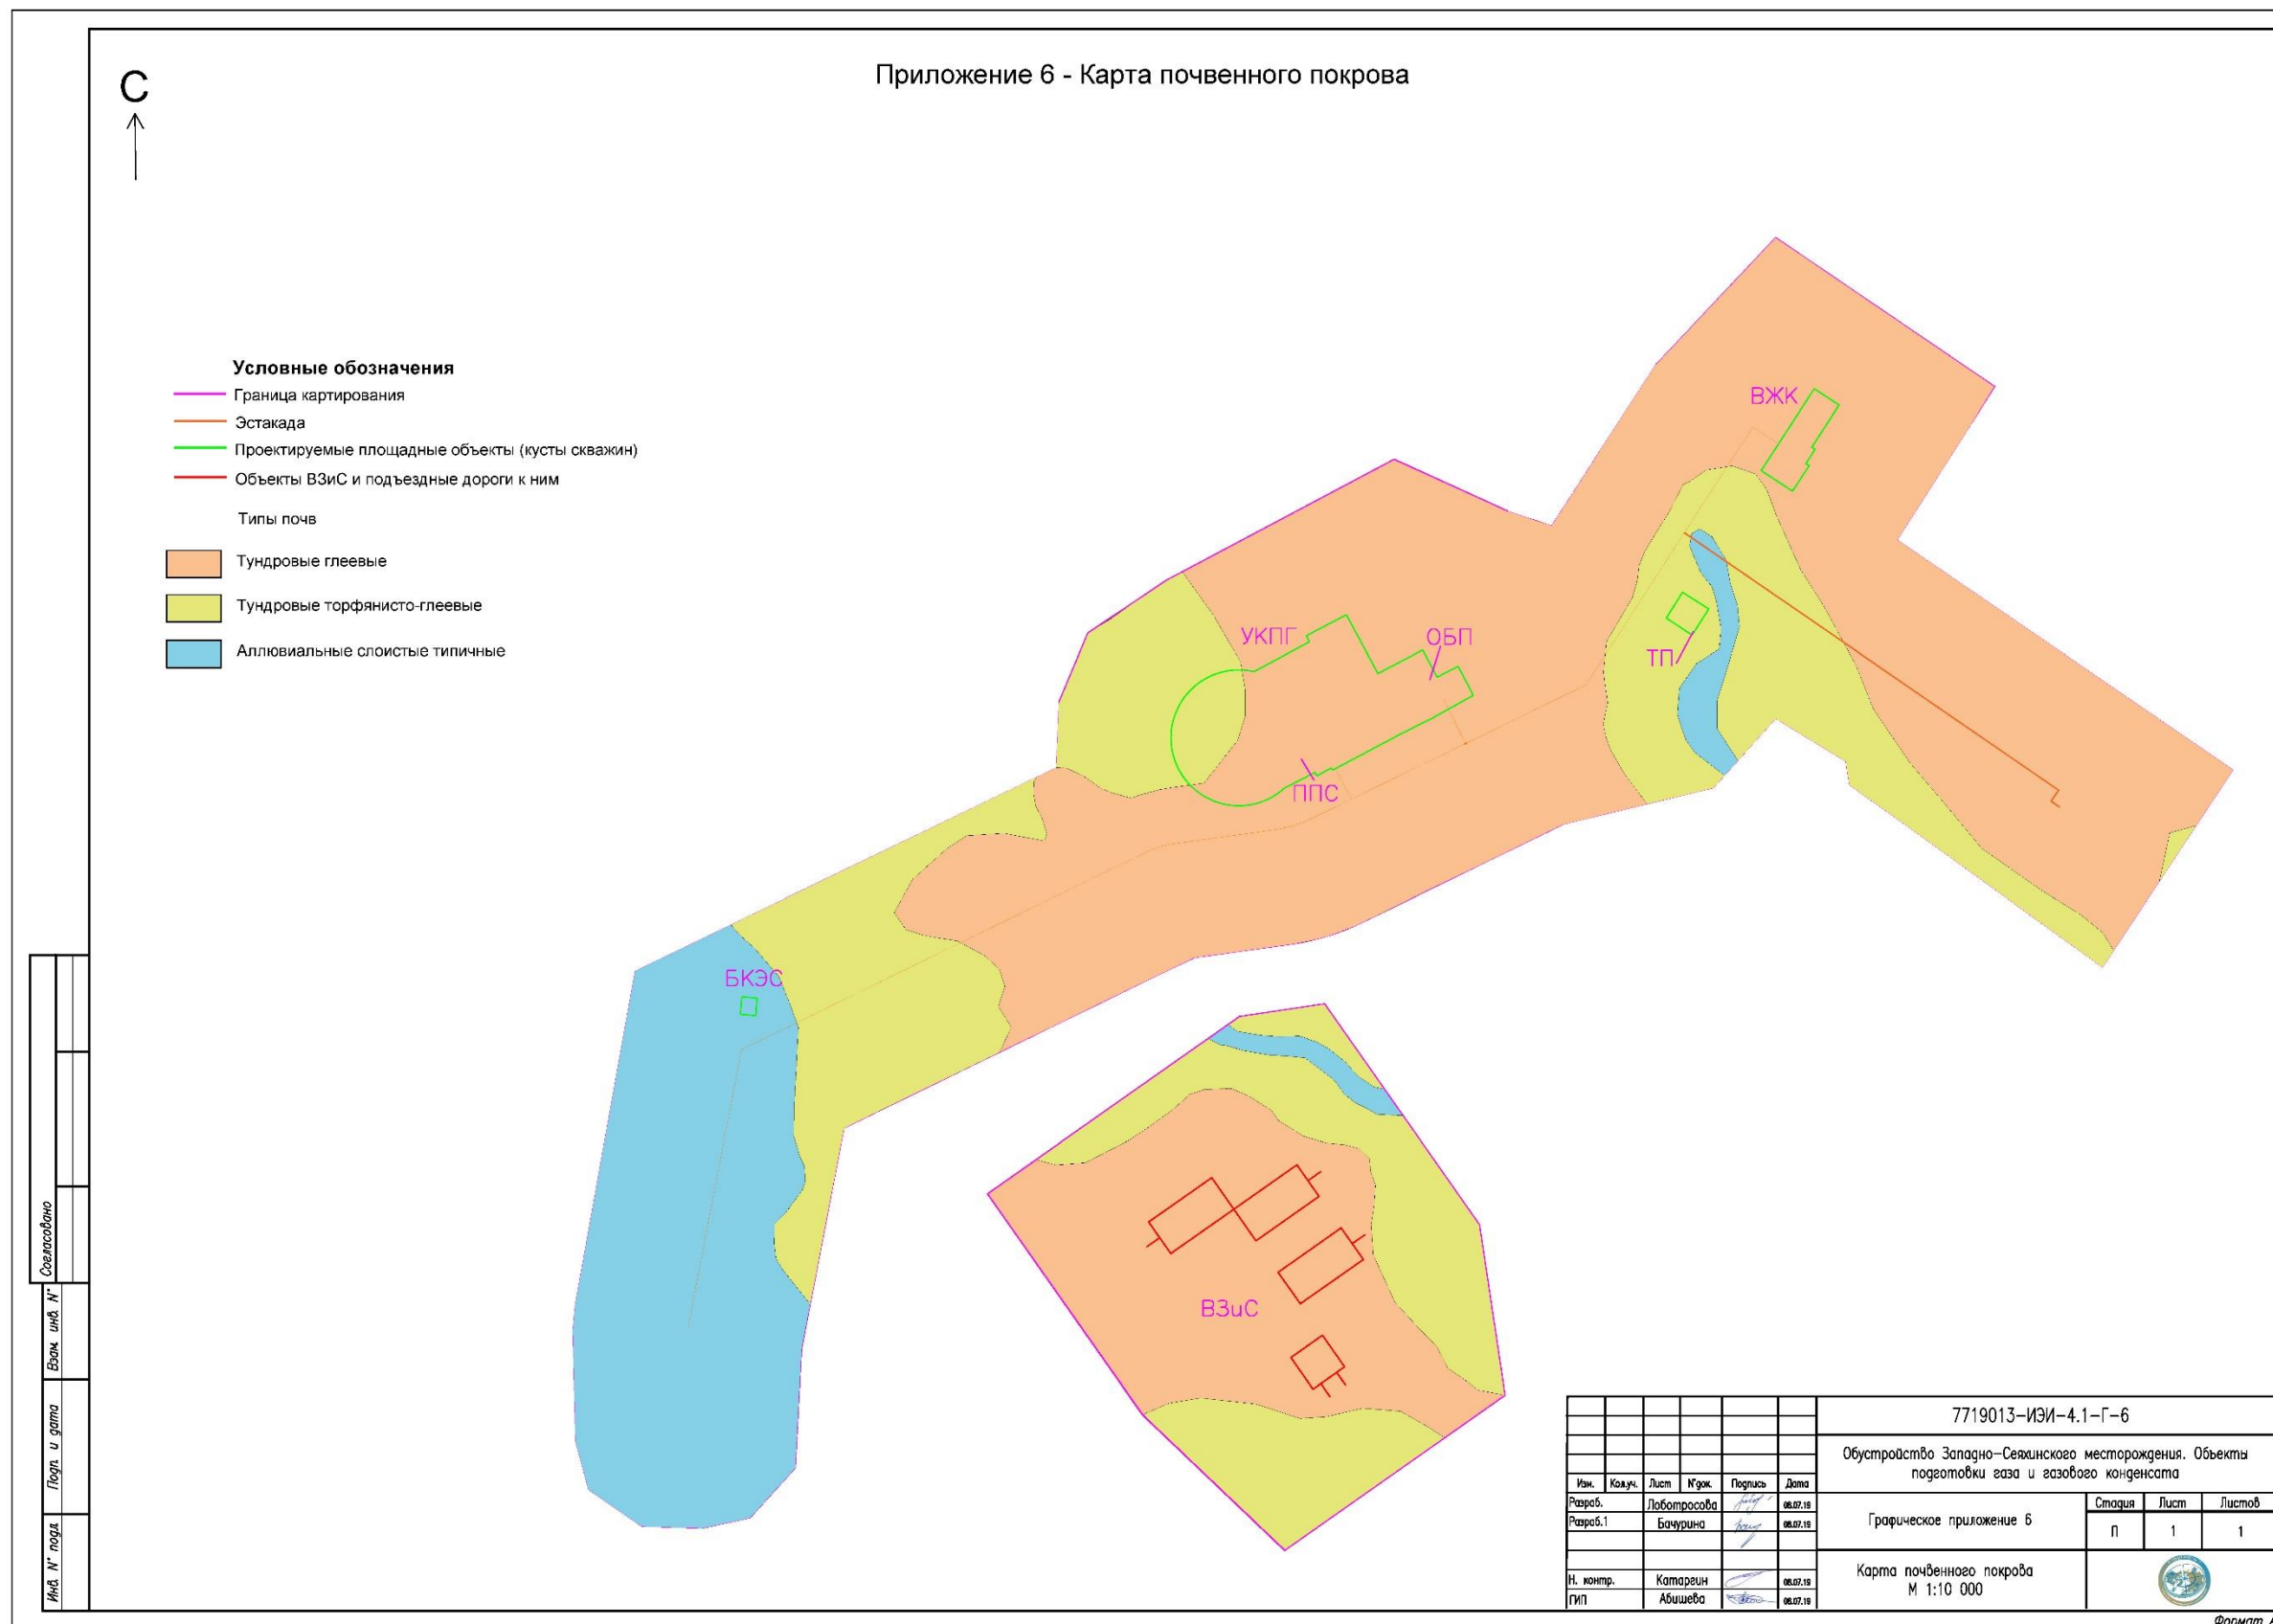 Приложение 6 - Карта почвенного покрова
С
Условные обозначения
Граница картирования
Эстакада
Проектируемые площадные объекты (кусты скважин)
Объекты ВЗиС и подъездные дороги к ним
Типы почв
Тундровые глеевые
Тундровые торфянисто-глеевые
Аллювиальные слоистые типичные
ВЖК
УКПГ
ОБП
ТП
ППС
БКЭС
ВЗиС
Согласовано
Взам. инв. N°
Подп. и дата
Инв. N° подл.
7719013-ИЭИ-4.1-Г-6
Обустройство Западно-Сеяхинского месторождения. Объекты
подготовки газа и газового конденсата
Изм. Кол.уч. Лист N°док. Подпись Дата
Разраб. Лоботросова 08.07.19
Разраб.1 Бачурина 08.07.19
Н. контр. Катаргин 08.07.19
ГИП Абишева 08.07.19
Графическое приложение 6
Стадия Лист Листов
П 1 1
Карта почвенного покрова
М 1:10 000
Формат